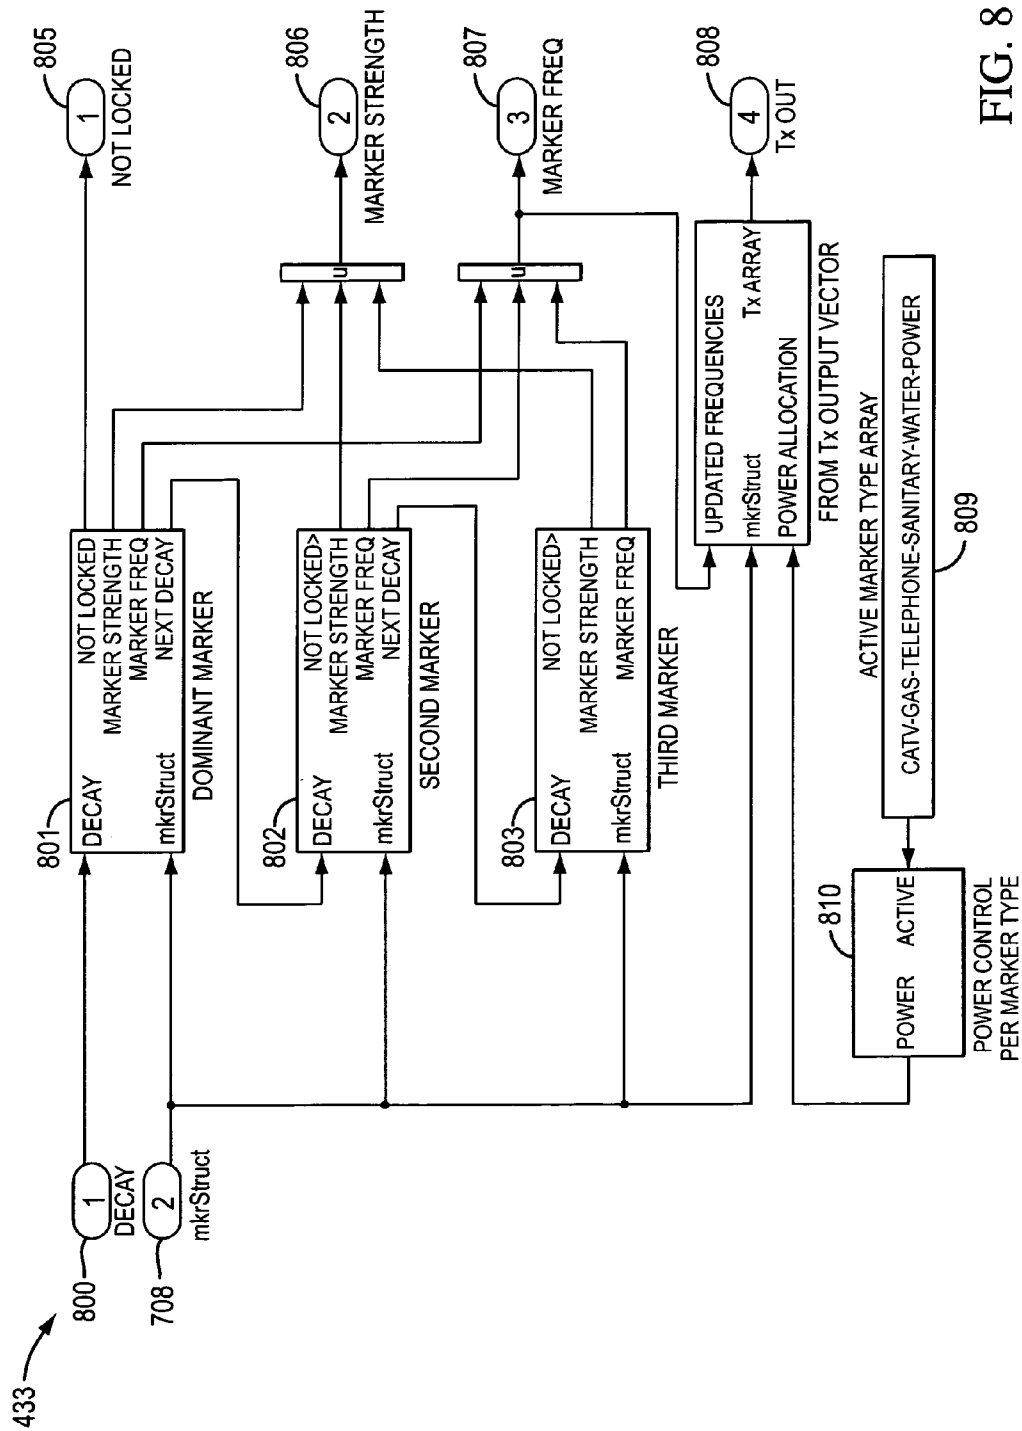 433
800
1
DECAY
708
2
mkrStruct
801
DECAY
mkrStruct
NOT LOCKED
MARKER STRENGTH
MARKER FREQ
NEXT DECAY
DOMINANT MARKER
802
DECAY
mkrStruct
NOT LOCKED>
MARKER STRENGTH
MARKER FREQ
NEXT DECAY
SECOND MARKER
803
DECAY
mkrStruct
NOT LOCKED>
MARKER STRENGTH
MARKER FREQ
THIRD MARKER
u
u
805
1
NOT LOCKED
806
2
MARKER STRENGTH
807
3
MARKER FREQ
UPDATED FREQUENCIES
mkrStruct
POWER ALLOCATION
Tx ARRAY
FROM Tx OUTPUT VECTOR
808
4
Tx OUT
810
POWER
ACTIVE
POWER CONTROL
PER MARKER TYPE
ACTIVE MARKER TYPE ARRAY
CATV-GAS-TELEPHONE-SANITARY-WATER-POWER
809
FIG. 8